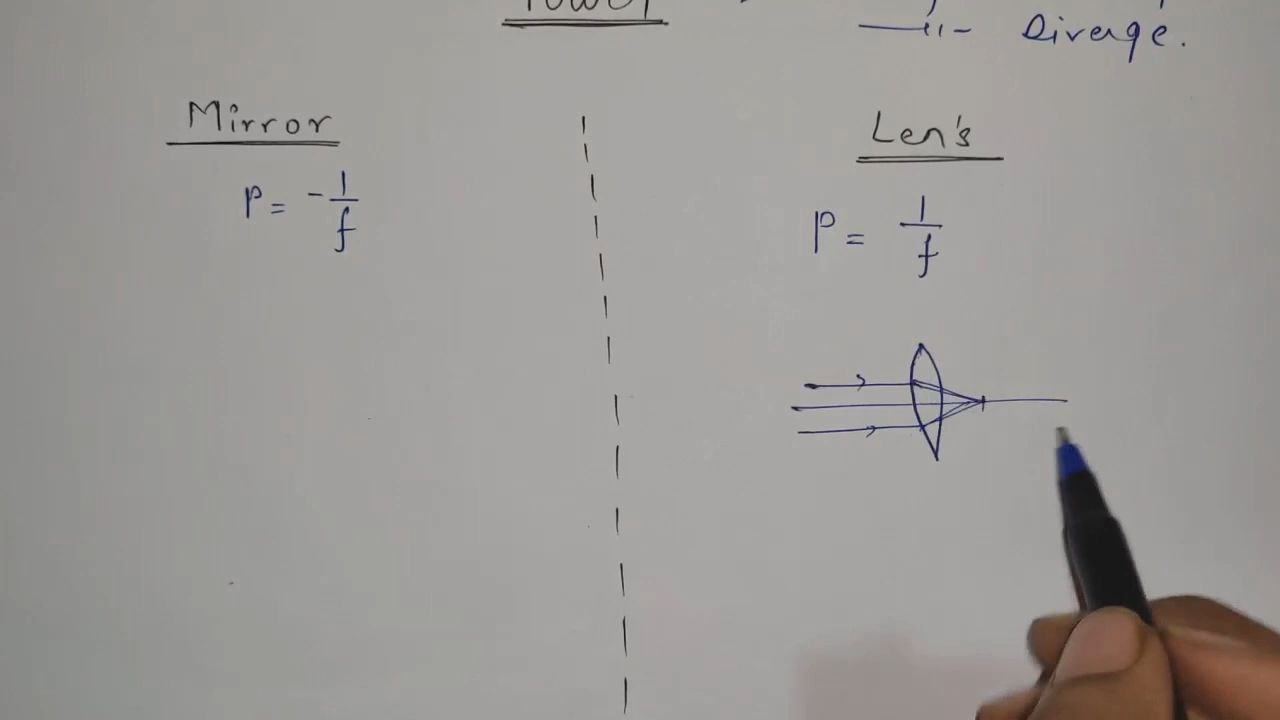 Power
——"— Diverge.
Mirror
P = - 1/f
Len's
P = 1/f